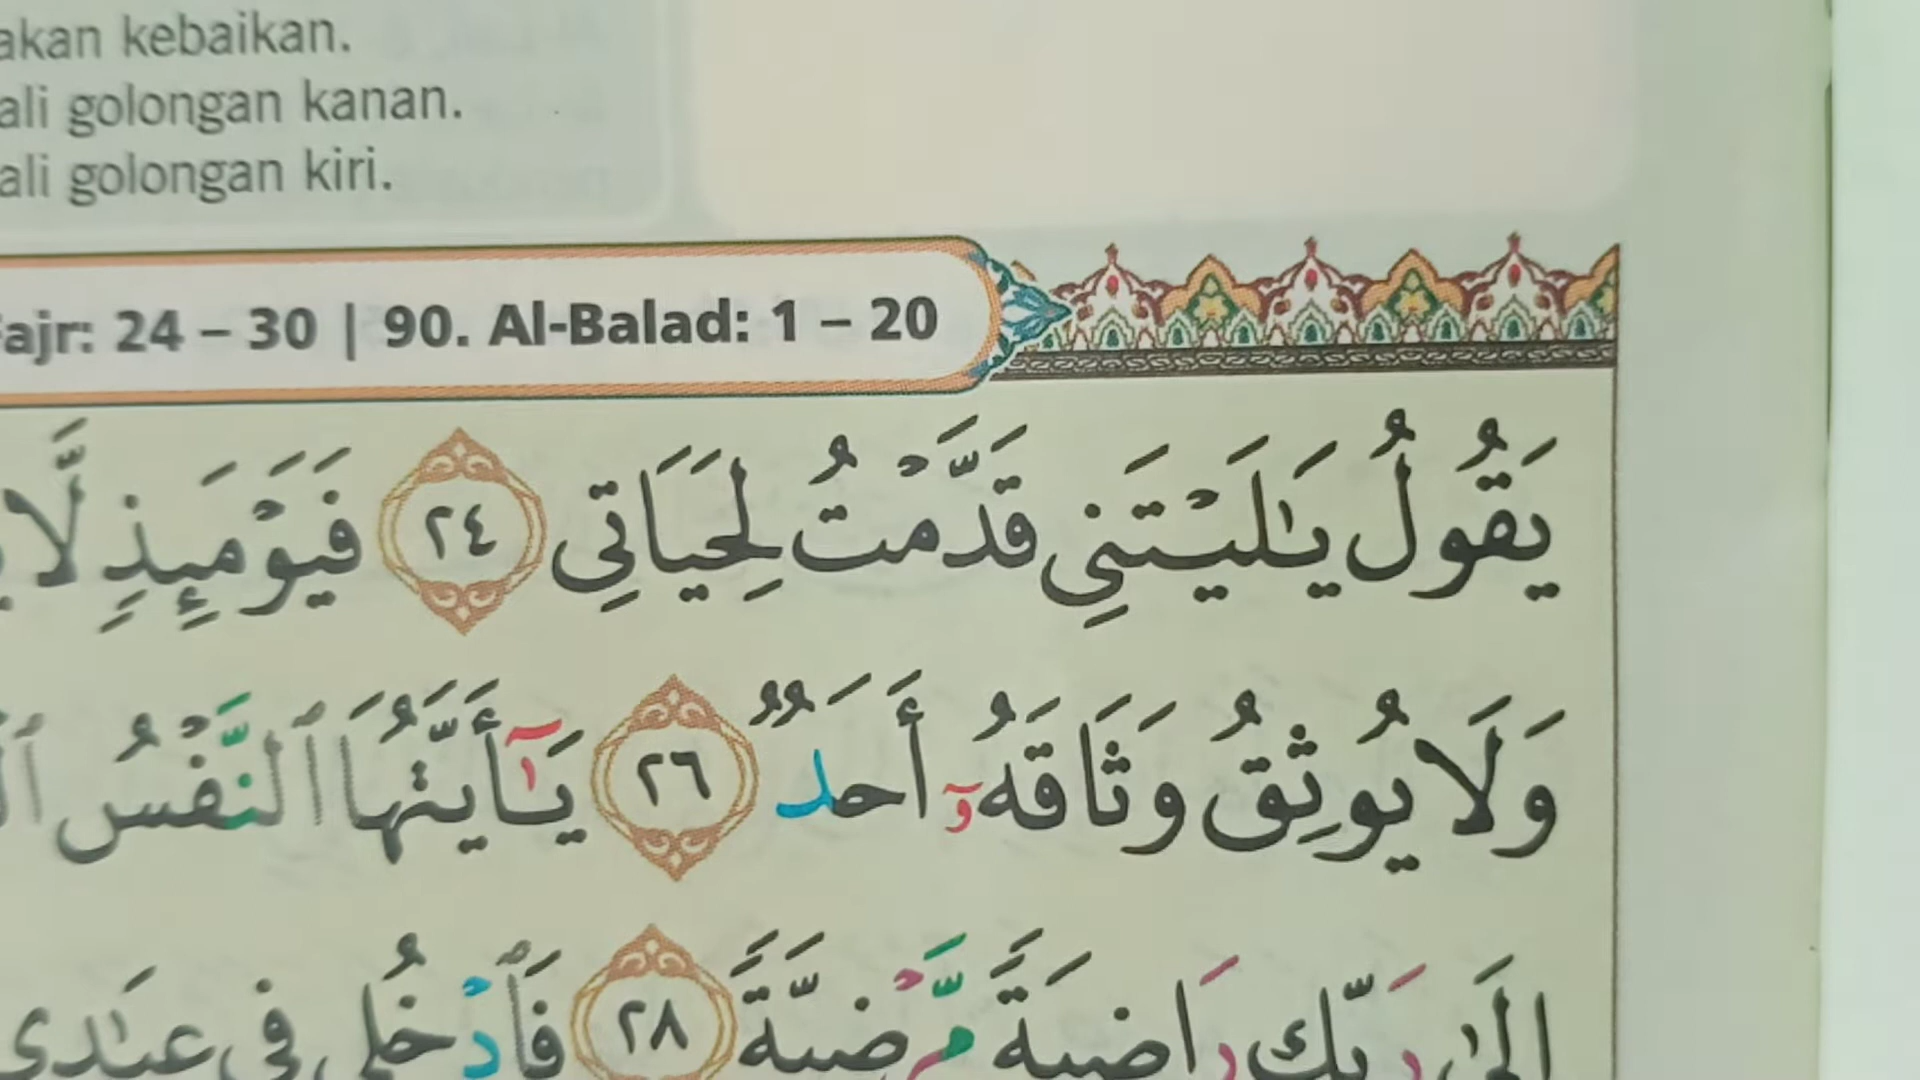 akan kebaikan.
ali golongan kanan.
ali golongan kiri.
ajr: 24 – 30 | 90. Al-Balad: 1 – 20
يَقُولُ يَٰلَيْتَنِى قَدَّمْتُ لِحَيَاتِى ٢٤ فَيَوْمَئِذٍ لَّا
وَلَا يُوثِقُ وَثَاقَهُۥٓ أَحَدٌ ٢٦ يَٰٓأَيَّتُهَا ٱلنَّفْسُ
إِلَىٰ رَبِّكِ رَاضِيَةً مَّرْضِيَّةً ٢٨ فَٱدْخُلِى فِى عِبَٰدِى